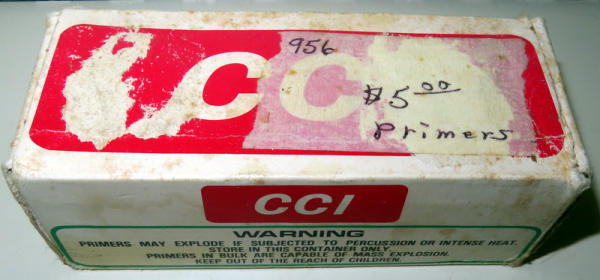 956
CC
$5.00
Primers
CCI
WARNING
PRIMERS MAY EXPLODE IF SUBJECTED TO PERCUSSION OR INTENSE HEAT.
STORE IN THIS CONTAINER ONLY.
PRIMERS IN BULK ARE CAPABLE OF MASS EXPLOSION.
KEEP OUT OF THE REACH OF CHILDREN.